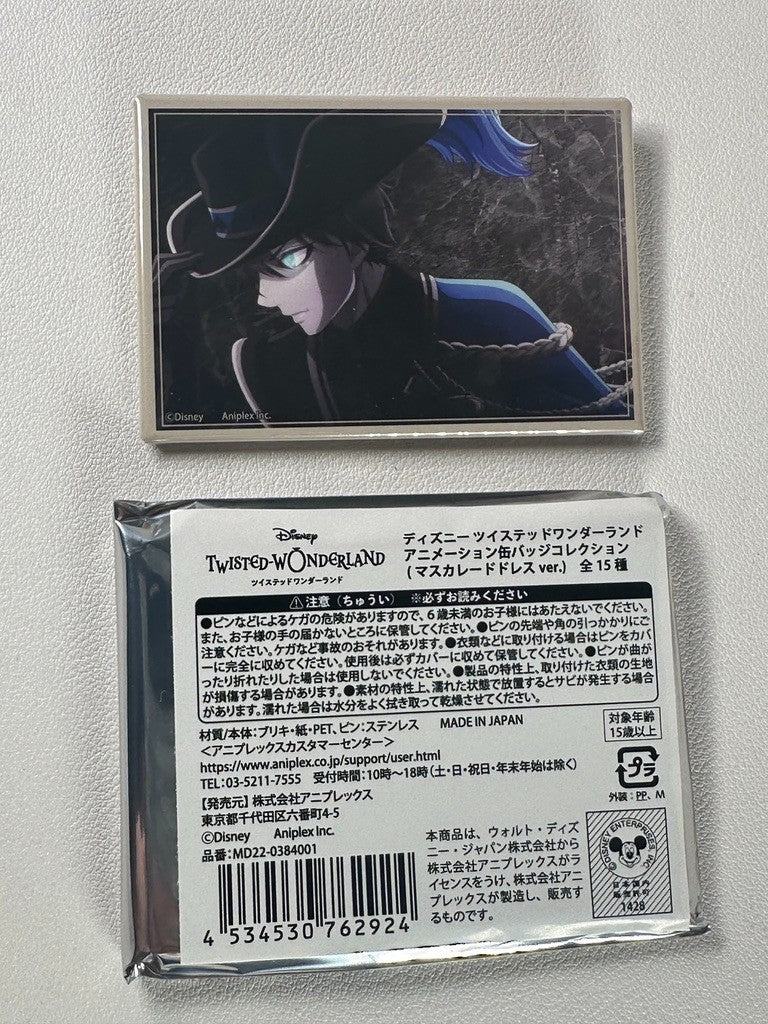 ©Disney Aniplex Inc.
Disney
TWISTED-WONDERLAND
ツイステッドワンダーランド
ディズニー ツイステッドワンダーランド
アニメーション缶バッジコレクション
(マスカレードドレス ver.) 全 15 種
⚠注意（ちゅうい） ※必ずお読みください
●ピンなどによるケガの危険がありますので、6歳未満のお子様にはあたえないでください。
また、お子様の手の届かないところに保管してください。●ピンの先端や角の引っかかりにご
注意ください。ケガなど事故のおそれがあります。●衣類などに取り付ける場合はピンをカバ
ーに完全に収めてください。使用後は必ずカバーに収めて保管してください。●ピンが曲が
ったり折れたりした場合は使用しないでください。●製品の特性上、取り付けた衣類の生地
が損傷する場合があります。●素材の特性上、濡れた状態で放置するとサビが発生する場合
があります。濡れた場合は水分をよく拭き取って乾燥させてください。
材質/本体：ブリキ・紙・PET、ピン：ステンレス MADE IN JAPAN
＜アニプレックスカスタマーセンター＞
https://www.aniplex.co.jp/support/user.html
TEL：03-5211-7555 受付時間：10時～18時（土・日・祝日・年末年始は除く）
対象年齢
15歳以上
プラ
外装：PP、M
【発売元】株式会社アニプレックス
東京都千代田区六番町4-5
©Disney Aniplex Inc.
品番：MD22-0384001
4 534530 762924
本商品は、ウォルト・ディズ
ニー・ジャパン株式会社から
株式会社アニプレックスがラ
イセンスをうけ、株式会社ア
ニプレックスが製造し、販売す
るものです。
©DISNEY ENTERPRISES, INC.
日本国内
販売許可
1428